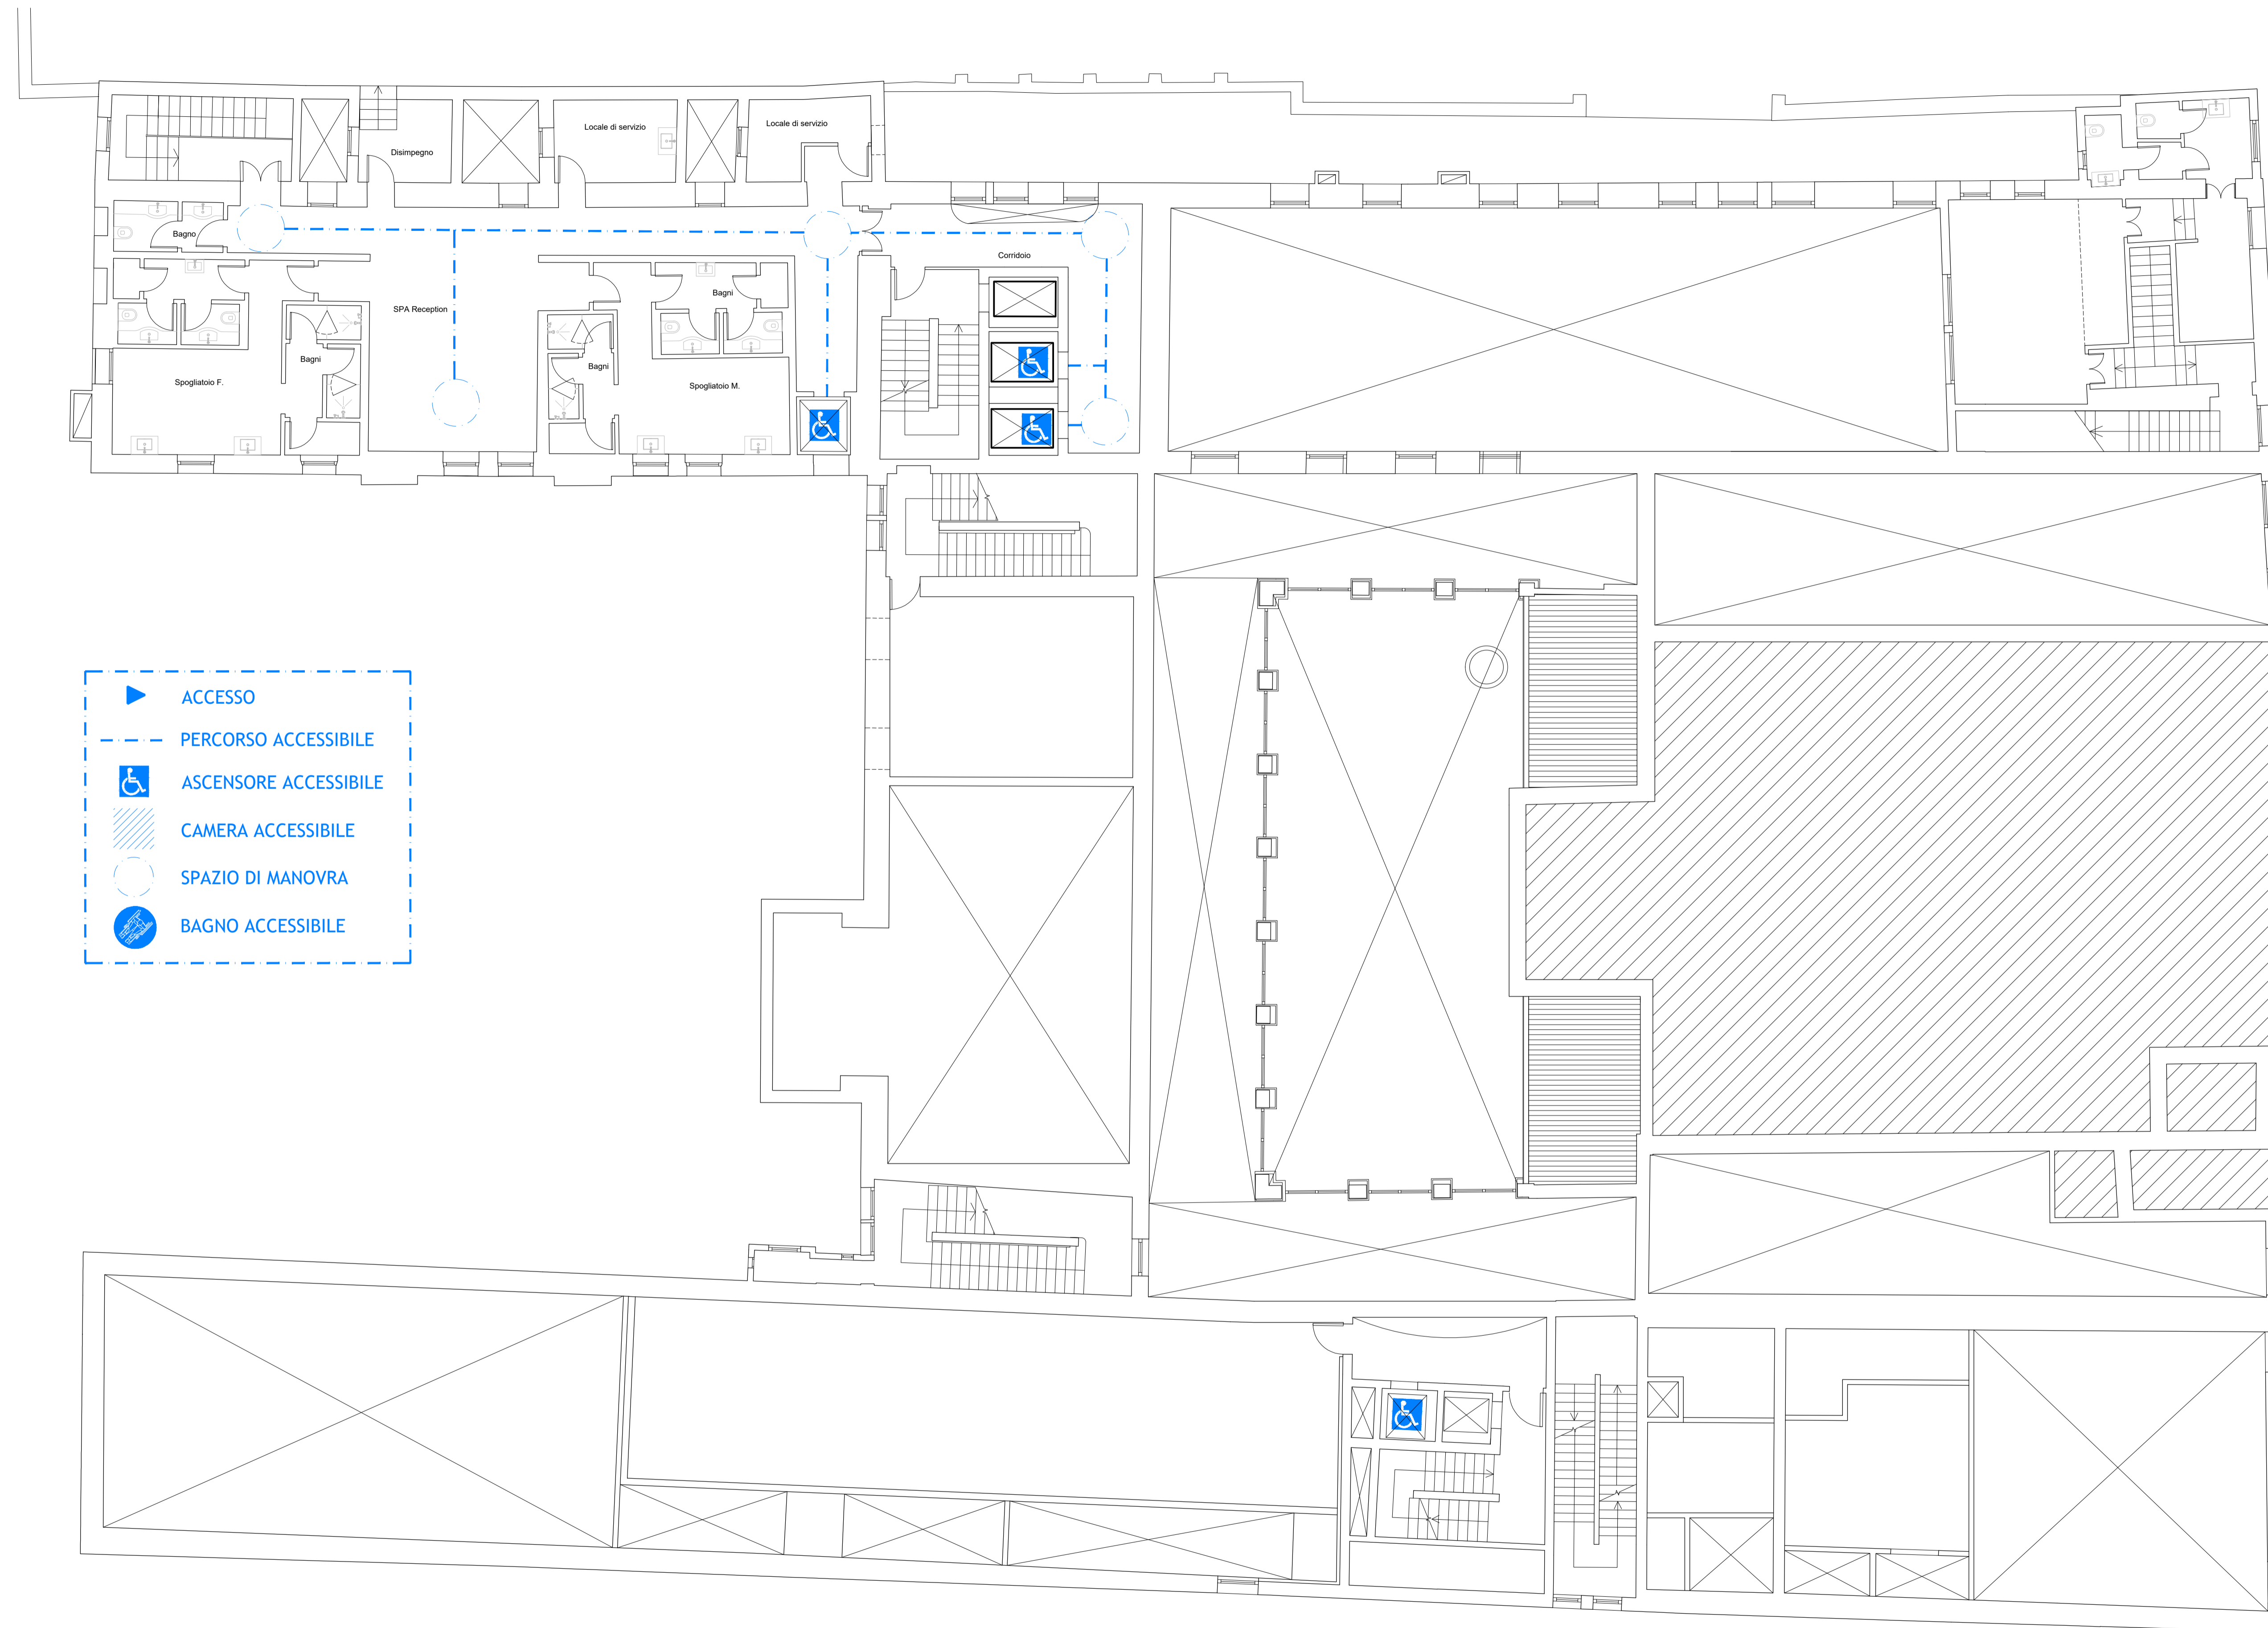 Locale di servizio
Locale di servizio
Disimpegno
Bagno
Corridoio
Bagni
SPA Reception
Bagni
Bagni
Spogliatoio F.
Spogliatoio M.
ACCESSO
PERCORSO ACCESSIBILE
ASCENSORE ACCESSIBILE
CAMERA ACCESSIBILE
SPAZIO DI MANOVRA
BAGNO ACCESSIBILE